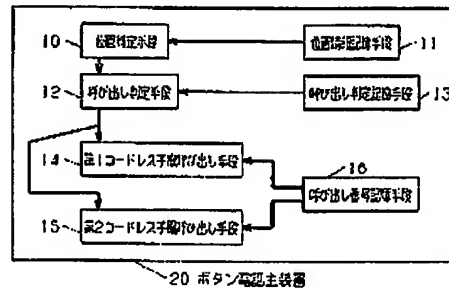 10 位置判定手段
位置判定記憶手段 11
12 呼び出し判定手段
呼び出し判定記憶手段 13
14 第1コードレス子機呼び出し手段
16
呼び出し番号記憶手段
15 第2コードレス子機呼び出し手段
20 ボタン電話主装置